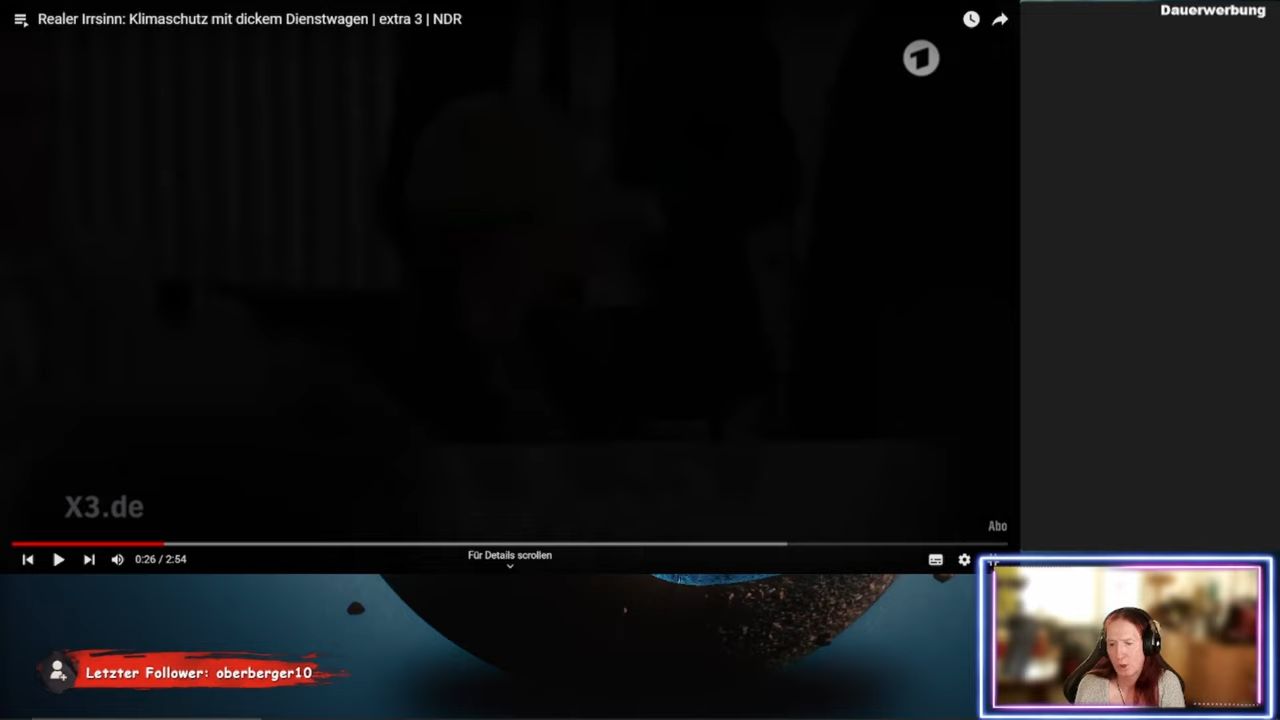 Realer Irrsinn: Klimaschutz mit dickem Dienstwagen | extra 3 | NDR
Dauerwerbung
X3.de
Abo
0:26 / 2:54
Für Details scrollen
Letzter Follower: oberberger10